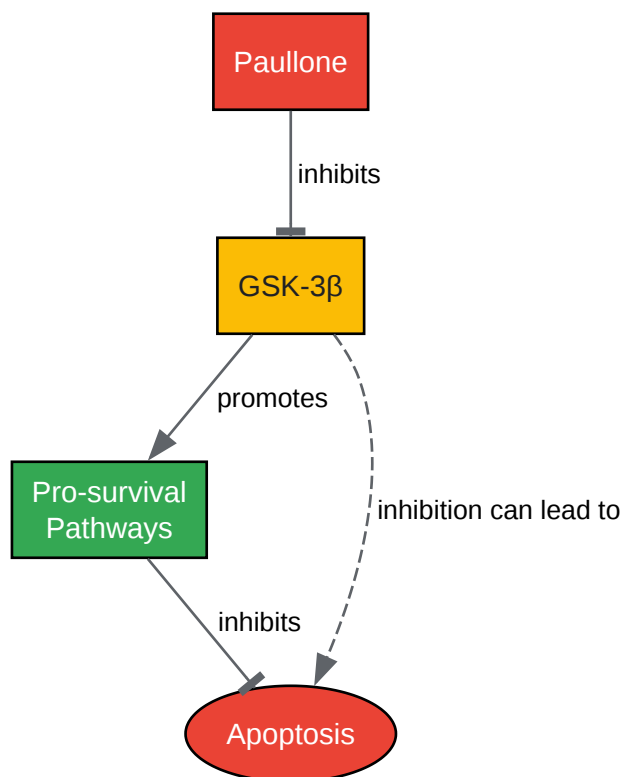 Paullone
inhibits
GSK-3β
promotes
Pro-survival
Pathways
inhibition can lead to
inhibits
Apoptosis